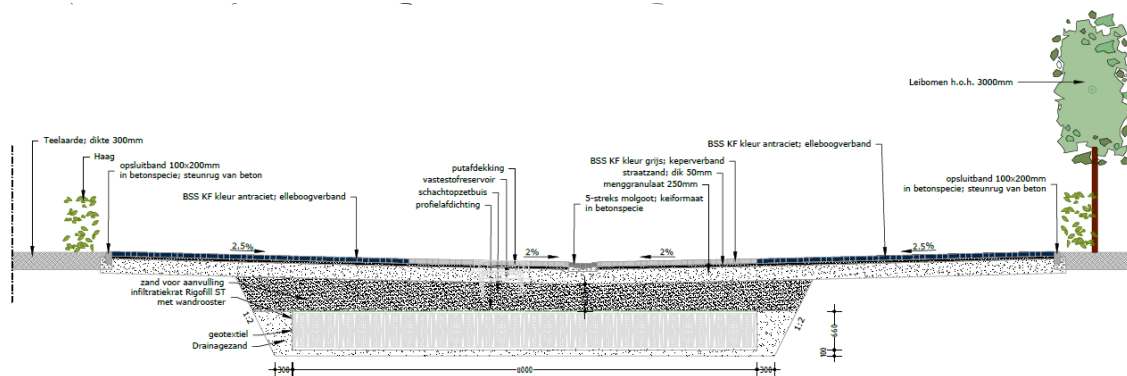 Leibomen h.o.h. 3000mm
Teelaarde; dikte 300mm
Haag
opsluitband 100x200mm
in betonspecie; steunrug van beton
BSS KF kleur antraciet; elleboogverband
putafdekking
vastestofreservoir
schachtopzetbuis
profielafdichting
BSS KF kleur antraciet; elleboogverband
BSS KF kleur grijs; keperverband
straatzand; dik 50mm
menggranulaat 250mm
5-streks molgoot; keiformaat
in betonspecie
opsluitband 100x200mm
in betonspecie; steunrug van beton
2.5%
2%
2%
2.5%
zand voor aanvulling
infiltratiekrat Rigofill ST
met wandrooster
1:2
geotextiel
Drainagezand
1:2
660
100
300
8000
300